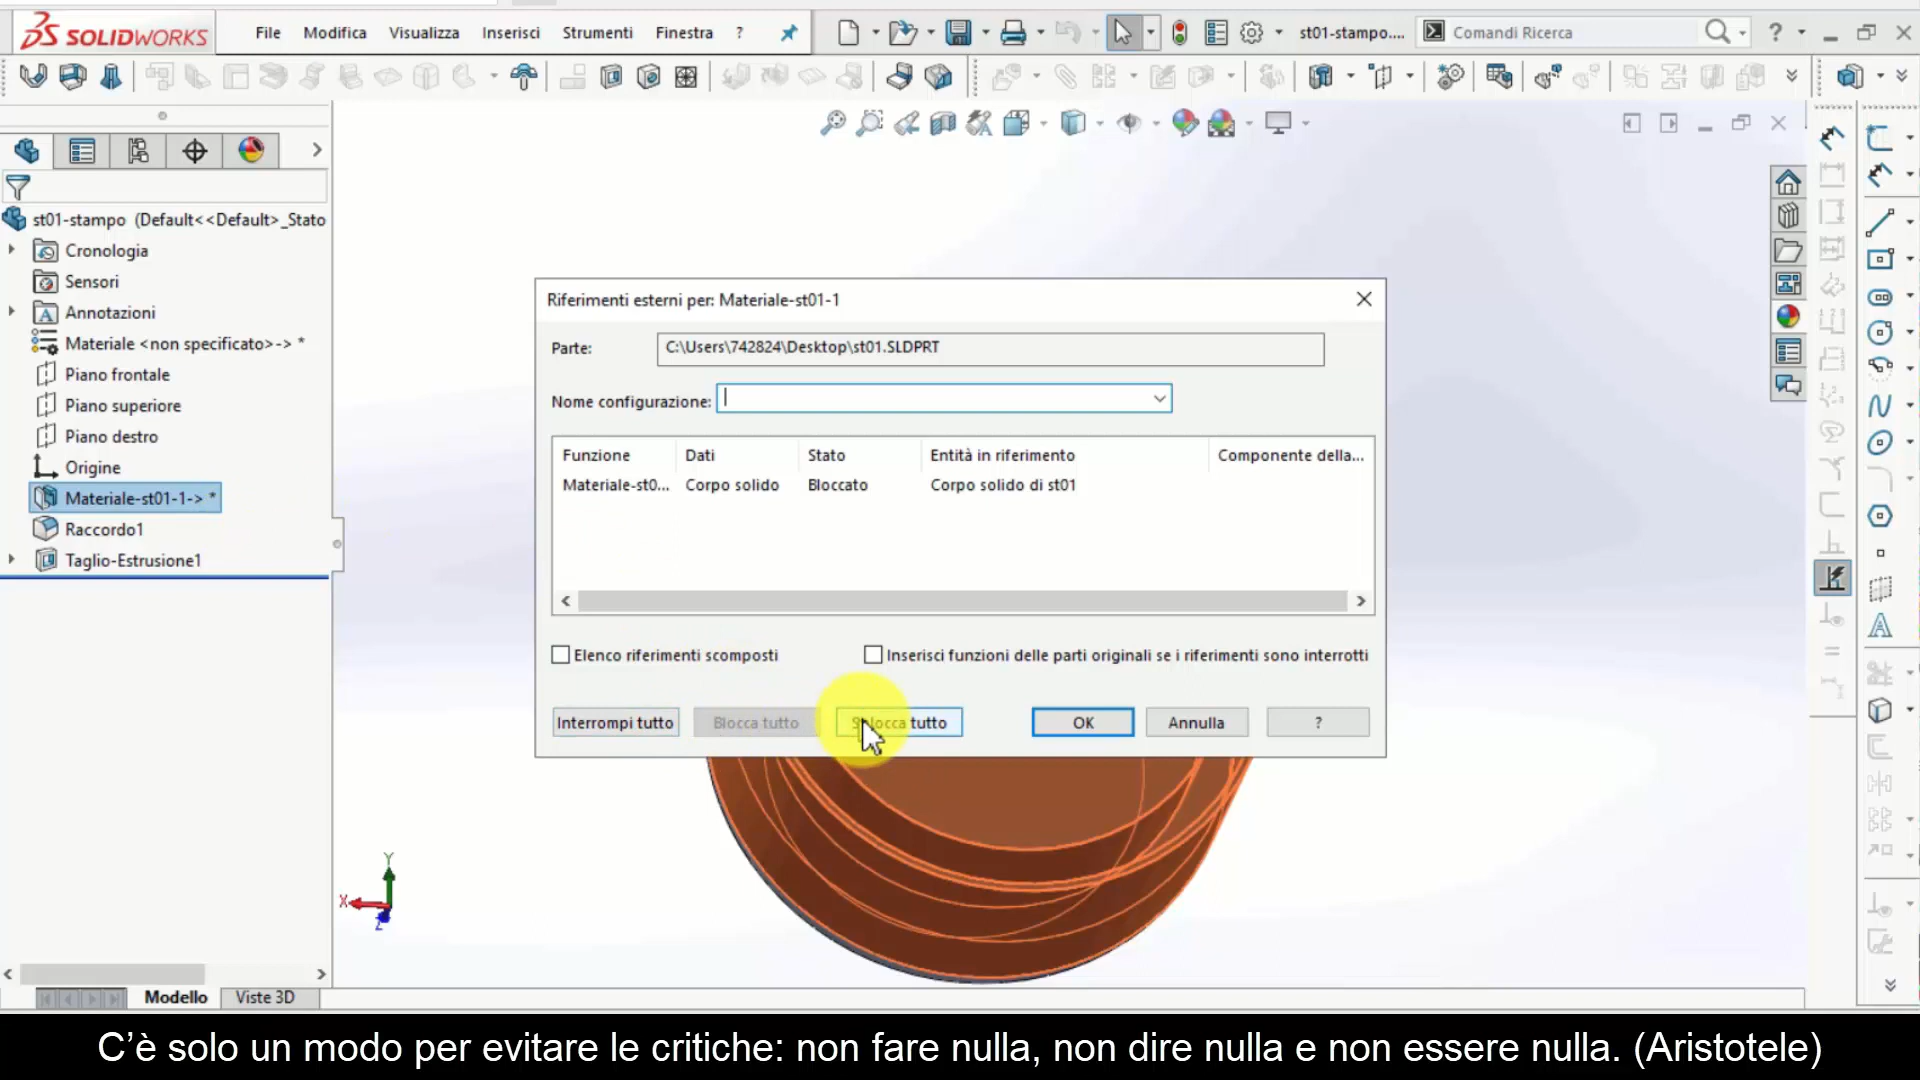 SOLIDWORKS
File Modifica Visualizza Inserisci Strumenti Finestra ?
st01-stampo....
Comandi Ricerca
?
st01-stampo (Default<<Default>_Stato
Cronologia
Sensori
Annotazioni
Materiale <non specificato>-> *
Piano frontale
Piano superiore
Piano destro
Origine
Materiale-st01-1-> *
Raccordo1
Taglio-Estrusione1
Riferimenti esterni per: Materiale-st01-1
Parte: C:\Users\742824\Desktop\st01.SLDPRT
Nome configurazione:
Funzione Dati Stato Entità in riferimento Componente della...
Materiale-st0... Corpo solido Bloccato Corpo solido di st01
Elenco riferimenti scomposti Inserisci funzioni delle parti originali se i riferimenti sono interrotti
Interrompi tutto Blocca tutto Sblocca tutto OK Annulla ?
Y
X
Z
Modello Viste 3D
C’è solo un modo per evitare le critiche: non fare nulla, non dire nulla e non essere nulla. (Aristotele)